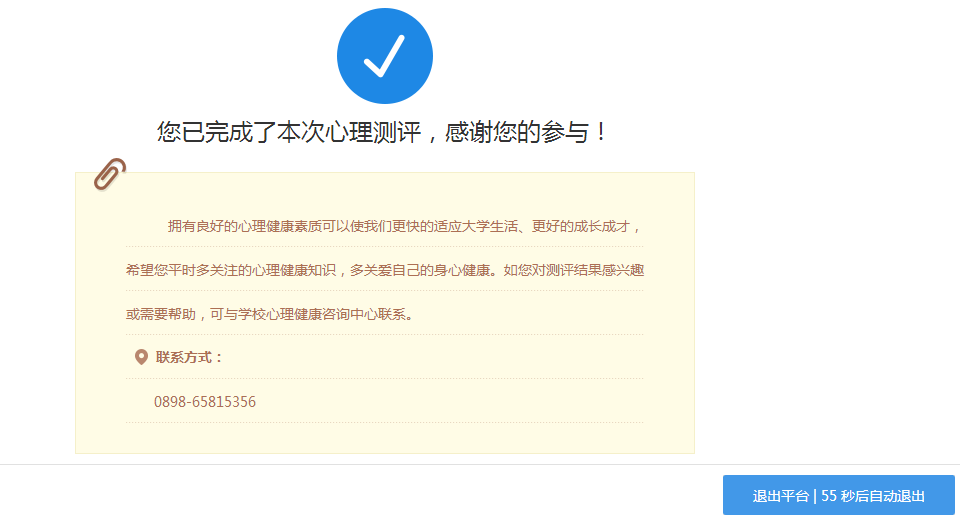 您已完成了本次心理测评，感谢您的参与！
拥有良好的心理健康素质可以使我们更快的适应大学生活、更好的成长成才，
希望您平时多关注的心理健康知识，多关爱自己的身心健康。如您对测评结果感兴趣
或需要帮助，可与学校心理健康咨询中心联系。
联系方式：
0898-65815356
退出平台 | 55 秒后自动退出